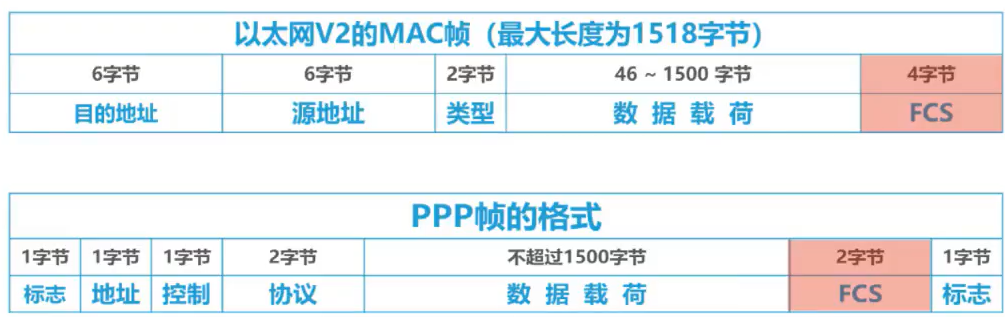 以太网V2的MAC帧（最大长度为1518字节）
6字节 6字节 2字节 46 ~ 1500 字节 4字节
目的地址 源地址 类型 数 据 载 荷 FCS
PPP帧的格式
1字节 1字节 1字节 2字节 不超过1500字节 2字节 1字节
标志 地址 控制 协议 数 据 载 荷 FCS 标志